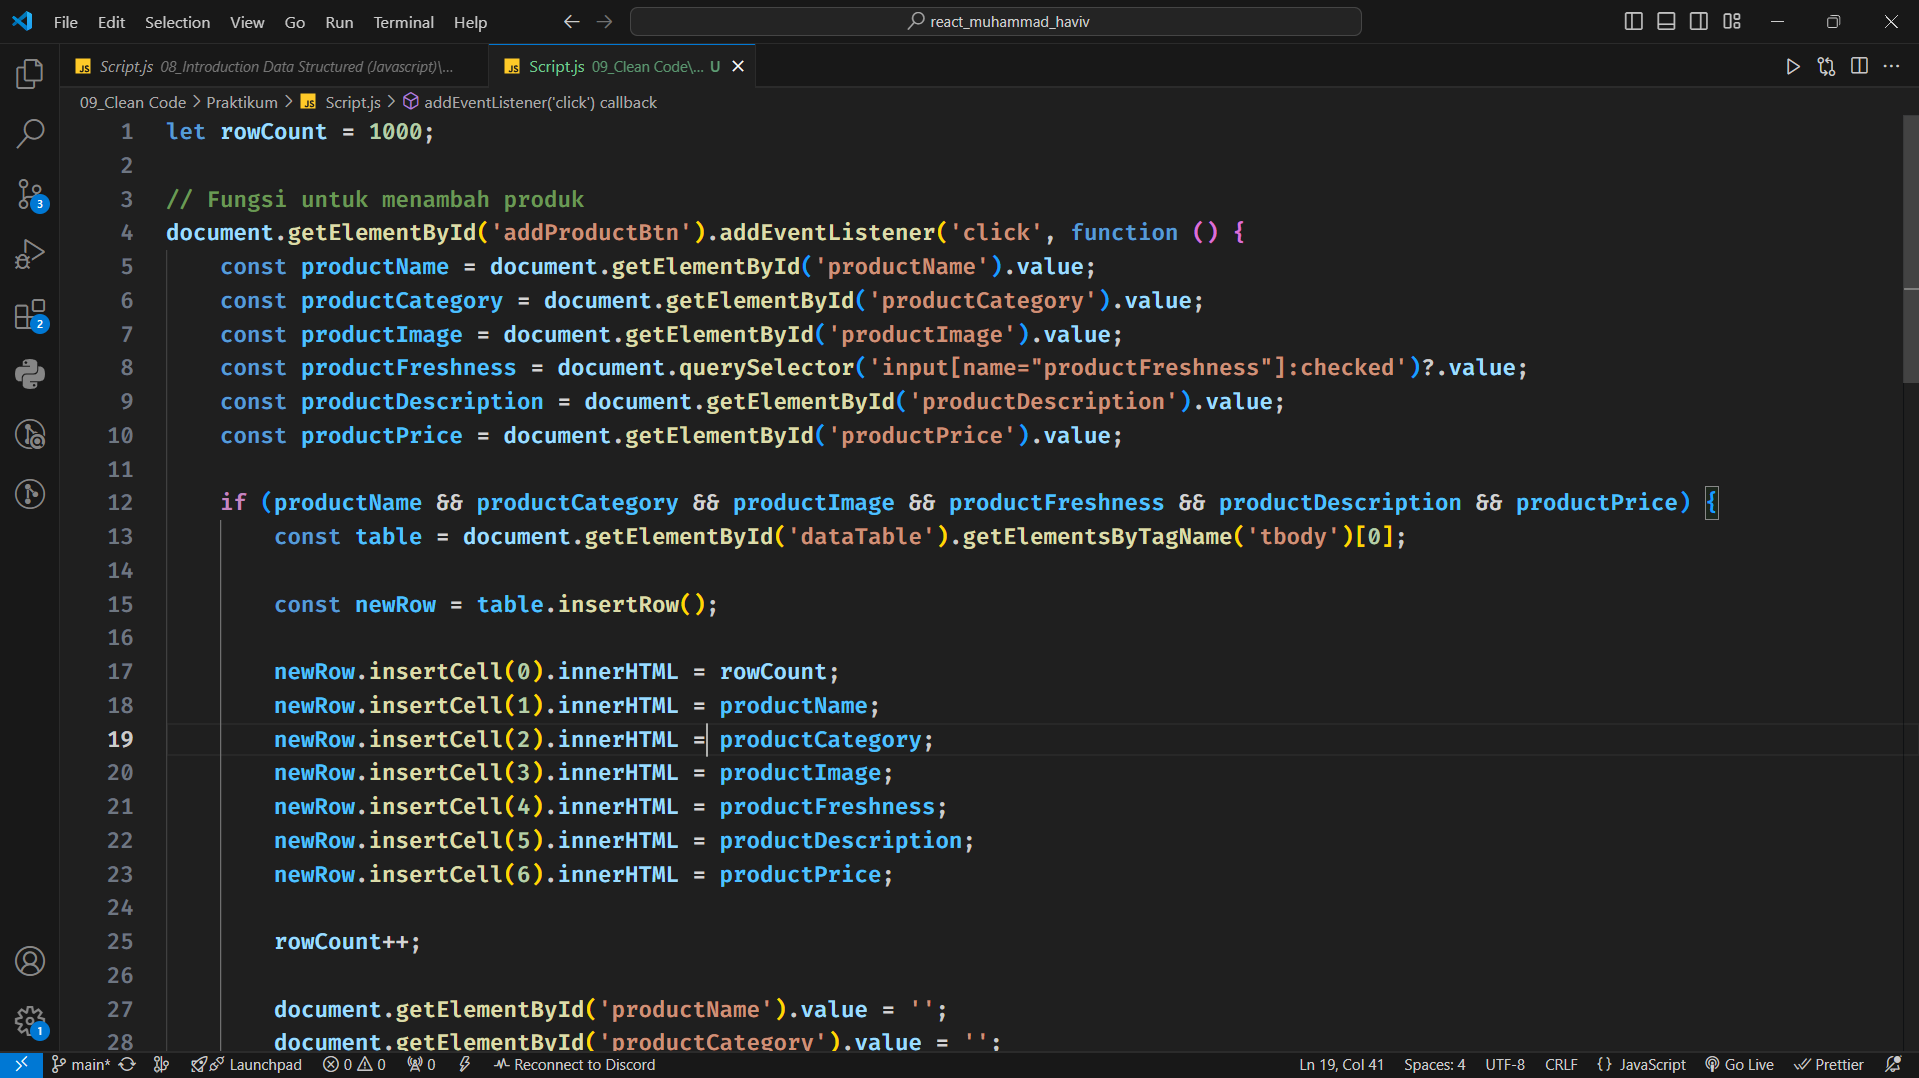 File Edit Selection View Go Run Terminal Help
react_muhammad_haviv
JS Script.js 08_Introduction Data Structured (Javascript)\...
JS Script.js 09_Clean Code\... U
09_Clean Code > Praktikum > JS Script.js > addEventListener('click') callback
1 let rowCount = 1000;
2
3 // Fungsi untuk menambah produk
4 document.getElementById('addProductBtn').addEventListener('click', function () {
5 const productName = document.getElementById('productName').value;
6 const productCategory = document.getElementById('productCategory').value;
7 const productImage = document.getElementById('productImage').value;
8 const productFreshness = document.querySelector('input[name="productFreshness"]:checked')?.value;
9 const productDescription = document.getElementById('productDescription').value;
10 const productPrice = document.getElementById('productPrice').value;
11
12 if (productName && productCategory && productImage && productFreshness && productDescription && productPrice) {
13 const table = document.getElementById('dataTable').getElementsByTagName('tbody')[0];
14
15 const newRow = table.insertRow();
16
17 newRow.insertCell(0).innerHTML = rowCount;
18 newRow.insertCell(1).innerHTML = productName;
19 newRow.insertCell(2).innerHTML = productCategory;
20 newRow.insertCell(3).innerHTML = productImage;
21 newRow.insertCell(4).innerHTML = productFreshness;
22 newRow.insertCell(5).innerHTML = productDescription;
23 newRow.insertCell(6).innerHTML = productPrice;
24
25 rowCount++;
26
27 document.getElementById('productName').value = '';
28 document.getElementById('productCategory').value = '';
3
2
1
main* Launchpad 0 0 0 Reconnect to Discord Ln 19, Col 41 Spaces: 4 UTF-8 CRLF {} JavaScript Go Live Prettier